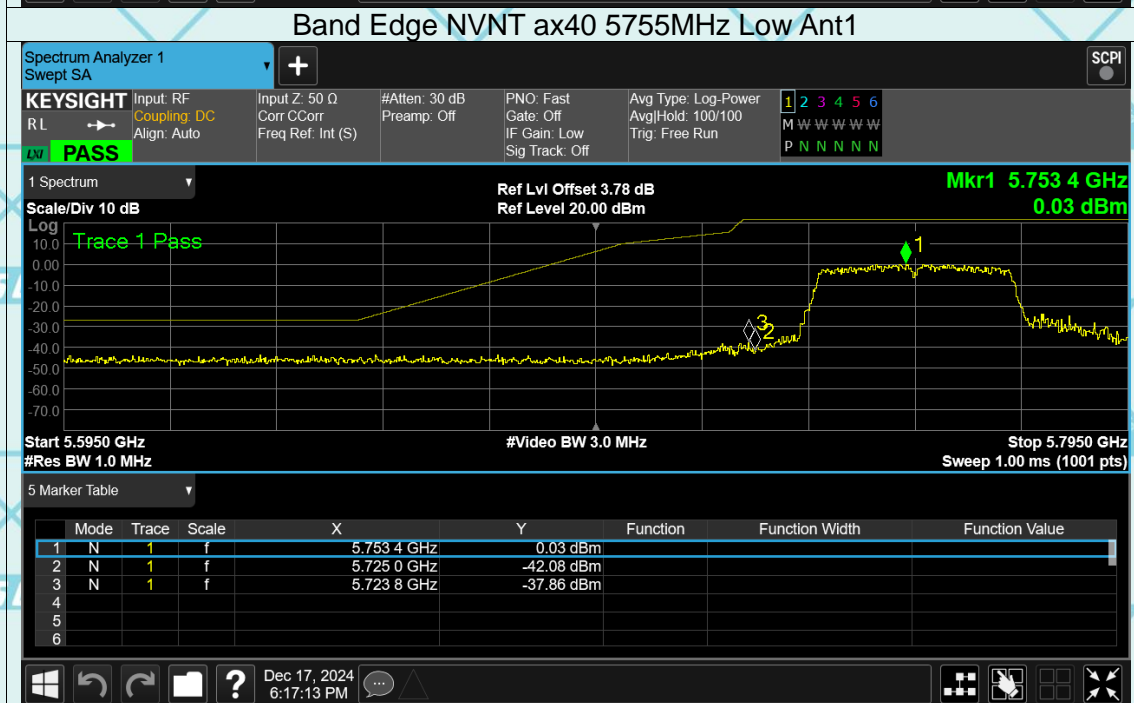 Band Edge NVNT ax40 5755MHz Low Ant1
Spectrum Analyzer 1
Swept SA
+
SCPI
KEYSIGHT
RL
LXI PASS
Input: RF
Coupling: DC
Align: Auto
Input Z: 50 Ω
Corr CCorr
Freq Ref: Int (S)
#Atten: 30 dB
Preamp: Off
PNO: Fast
Gate: Off
IF Gain: Low
Sig Track: Off
Avg Type: Log-Power
Avg|Hold: 100/100
Trig: Free Run
1 2 3 4 5 6
M W W W W W
P N N N N N
1 Spectrum
Scale/Div 10 dB
Ref Lvl Offset 3.78 dB
Ref Level 20.00 dBm
Mkr1 5.753 4 GHz
0.03 dBm
Log
Trace 1 Pass
10.0
0.00
-10.0
-20.0
-30.0
-40.0
-50.0
-60.0
-70.0
1
3
2
Start 5.5950 GHz
#Video BW 3.0 MHz
Stop 5.7950 GHz
#Res BW 1.0 MHz
Sweep 1.00 ms (1001 pts)
5 Marker Table
Mode Trace Scale X Y Function Function Width Function Value
1 N 1 f 5.753 4 GHz 0.03 dBm
2 N 1 f 5.725 0 GHz -42.08 dBm
3 N 1 f 5.723 8 GHz -37.86 dBm
4
5
6
?
Dec 17, 2024
6:17:13 PM